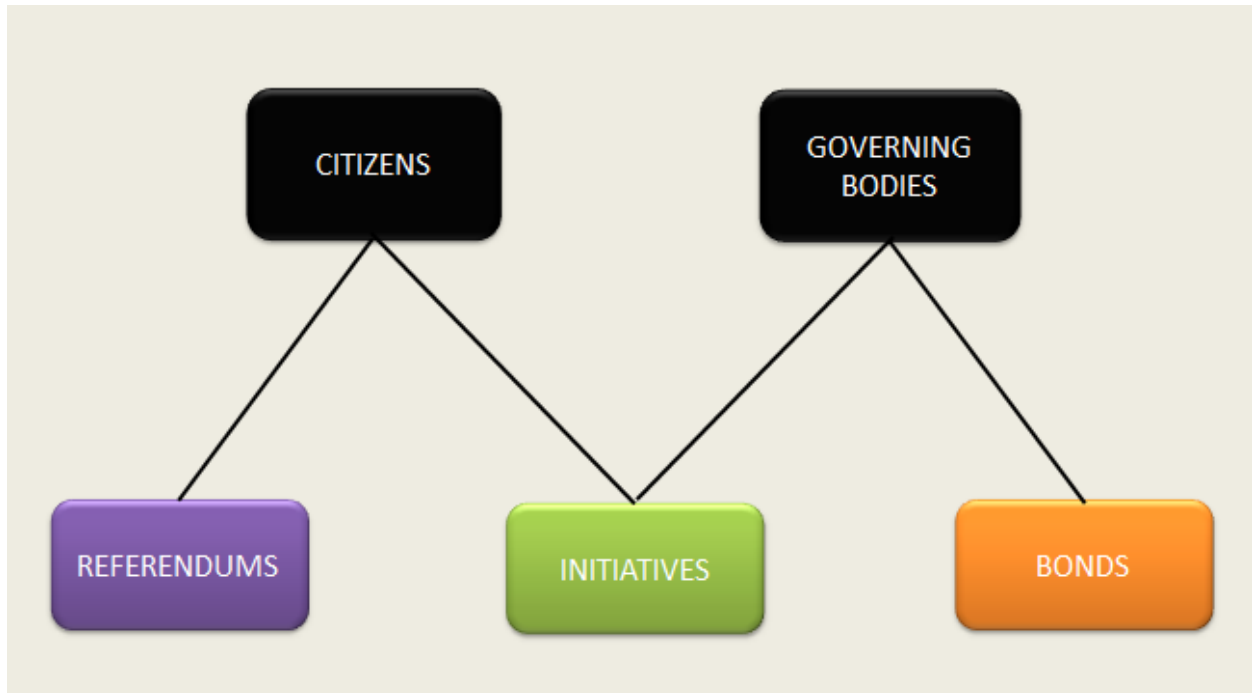 CITIZENS
GOVERNING
BODIES
REFERENDUMS
INITIATIVES
BONDS